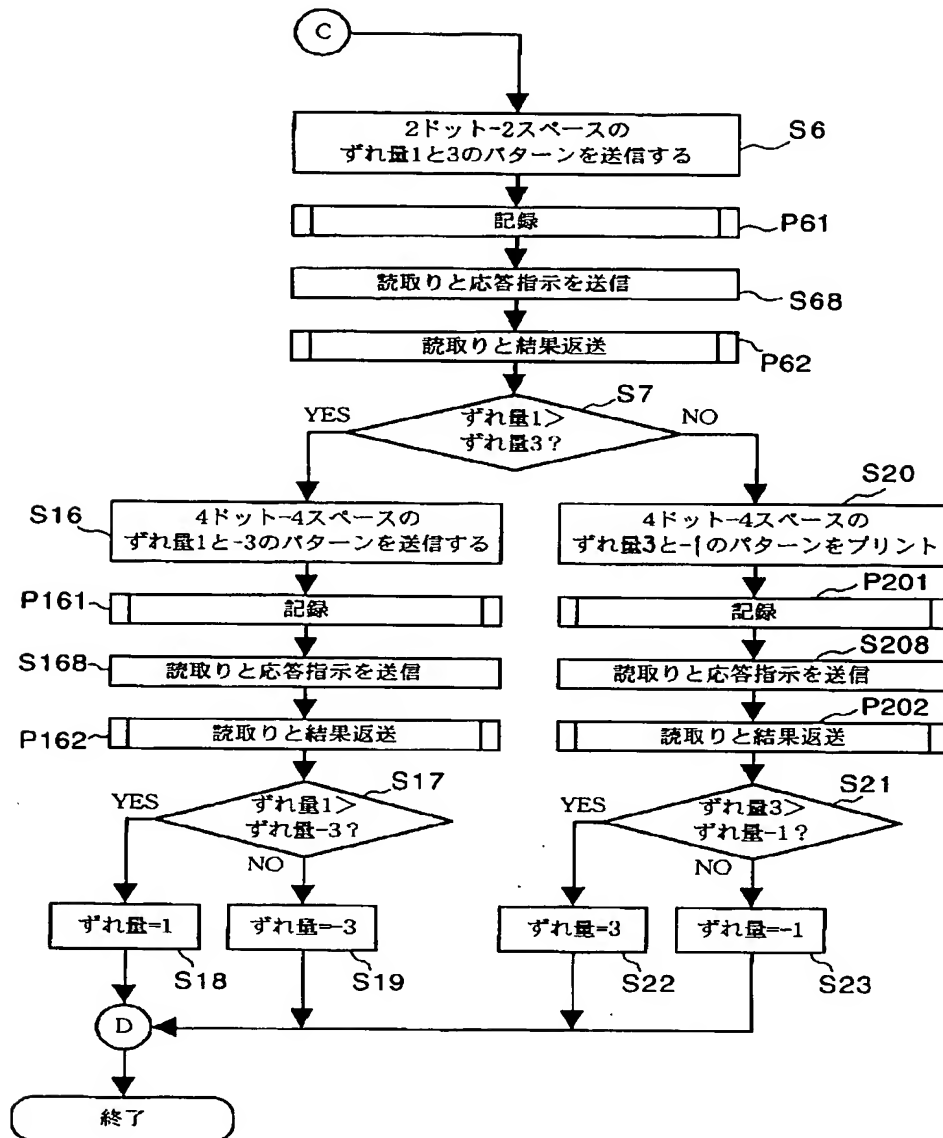 C
2ドット-2スペースの
ずれ量1と3のパターンを送信する
S6
記録
P61
読取りと応答指示を送信
S68
読取りと結果返送
P62
S7
YES
ずれ量1>
ずれ量3?
NO
S16
4ドット-4スペースの
ずれ量1と-3のパターンを送信する
P161
記録
S168
読取りと応答指示を送信
P162
読取りと結果返送
S17
YES
ずれ量1>
ずれ量-3?
NO
ずれ量=1
S18
ずれ量=-3
S19
S20
4ドット-4スペースの
ずれ量3と-1のパターンをプリント
P201
記録
S208
読取りと応答指示を送信
P202
読取りと結果返送
S21
YES
ずれ量3>
ずれ量-1?
NO
ずれ量=3
S22
ずれ量=-1
S23
D
終了